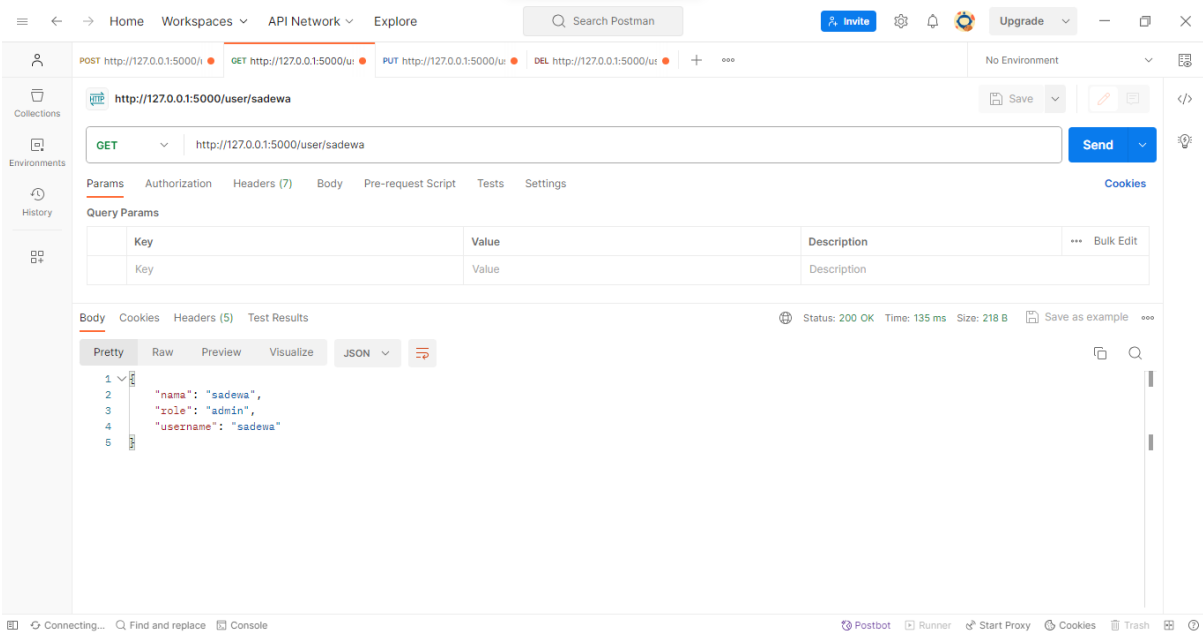 Home Workspaces API Network Explore Search Postman Invite Upgrade
POST http://127.0.0.1:5000/ GET http://127.0.0.1:5000/us PUT http://127.0.0.1:5000/us DEL http://127.0.0.1:5000/us No Environment
HTTP http://127.0.0.1:5000/user/sadewa Save
Collections
GET http://127.0.0.1:5000/user/sadewa Send
Environments
Params Authorization Headers (7) Body Pre-request Script Tests Settings Cookies
History
Query Params
Key Value Description Bulk Edit
Key Value Description
Body Cookies Headers (5) Test Results Status: 200 OK Time: 135 ms Size: 218 B Save as example
Pretty Raw Preview Visualize JSON
1 {
2 "nama": "sadewa",
3 "role": "admin",
4 "username": "sadewa"
5 }
Connecting... Find and replace Console Postbot Runner Start Proxy Cookies Trash